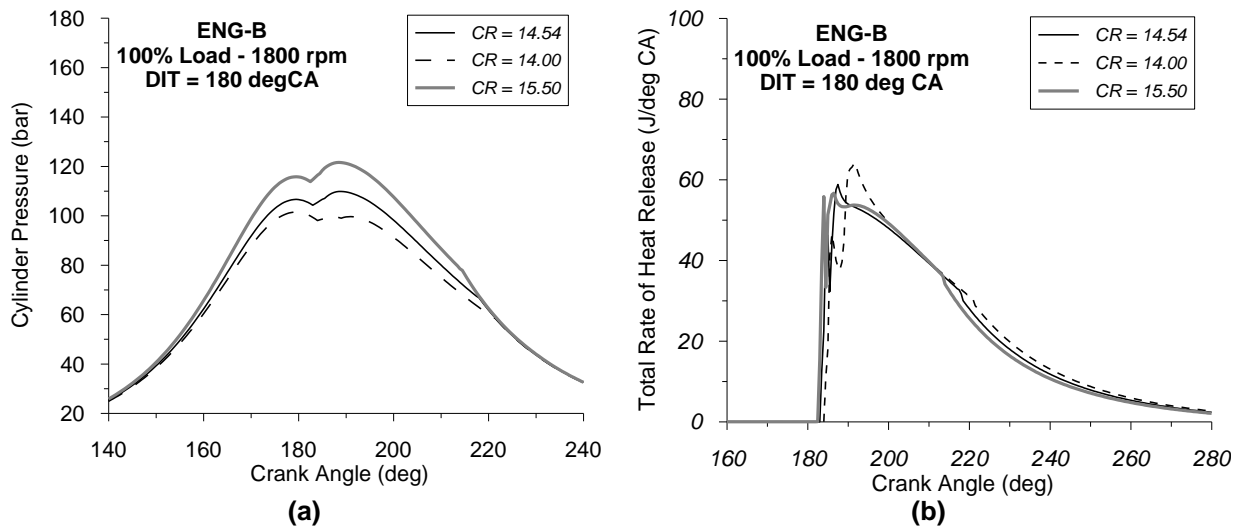 ENG-B
100% Load - 1800 rpm
DIT = 180 degCA
CR = 14.54
CR = 14.00
CR = 15.50
Cylinder Pressure (bar)
180
160
140
120
100
80
60
40
20
140 160 180 200 220 240
Crank Angle (deg)
(a)
ENG-B
100% Load - 1800 rpm
DIT = 180 deg CA
CR = 14.54
CR = 14.00
CR = 15.50
Total Rate of Heat Release (J/deg CA)
100
80
60
40
20
0
160 180 200 220 240 260 280
Crank Angle (deg)
(b)